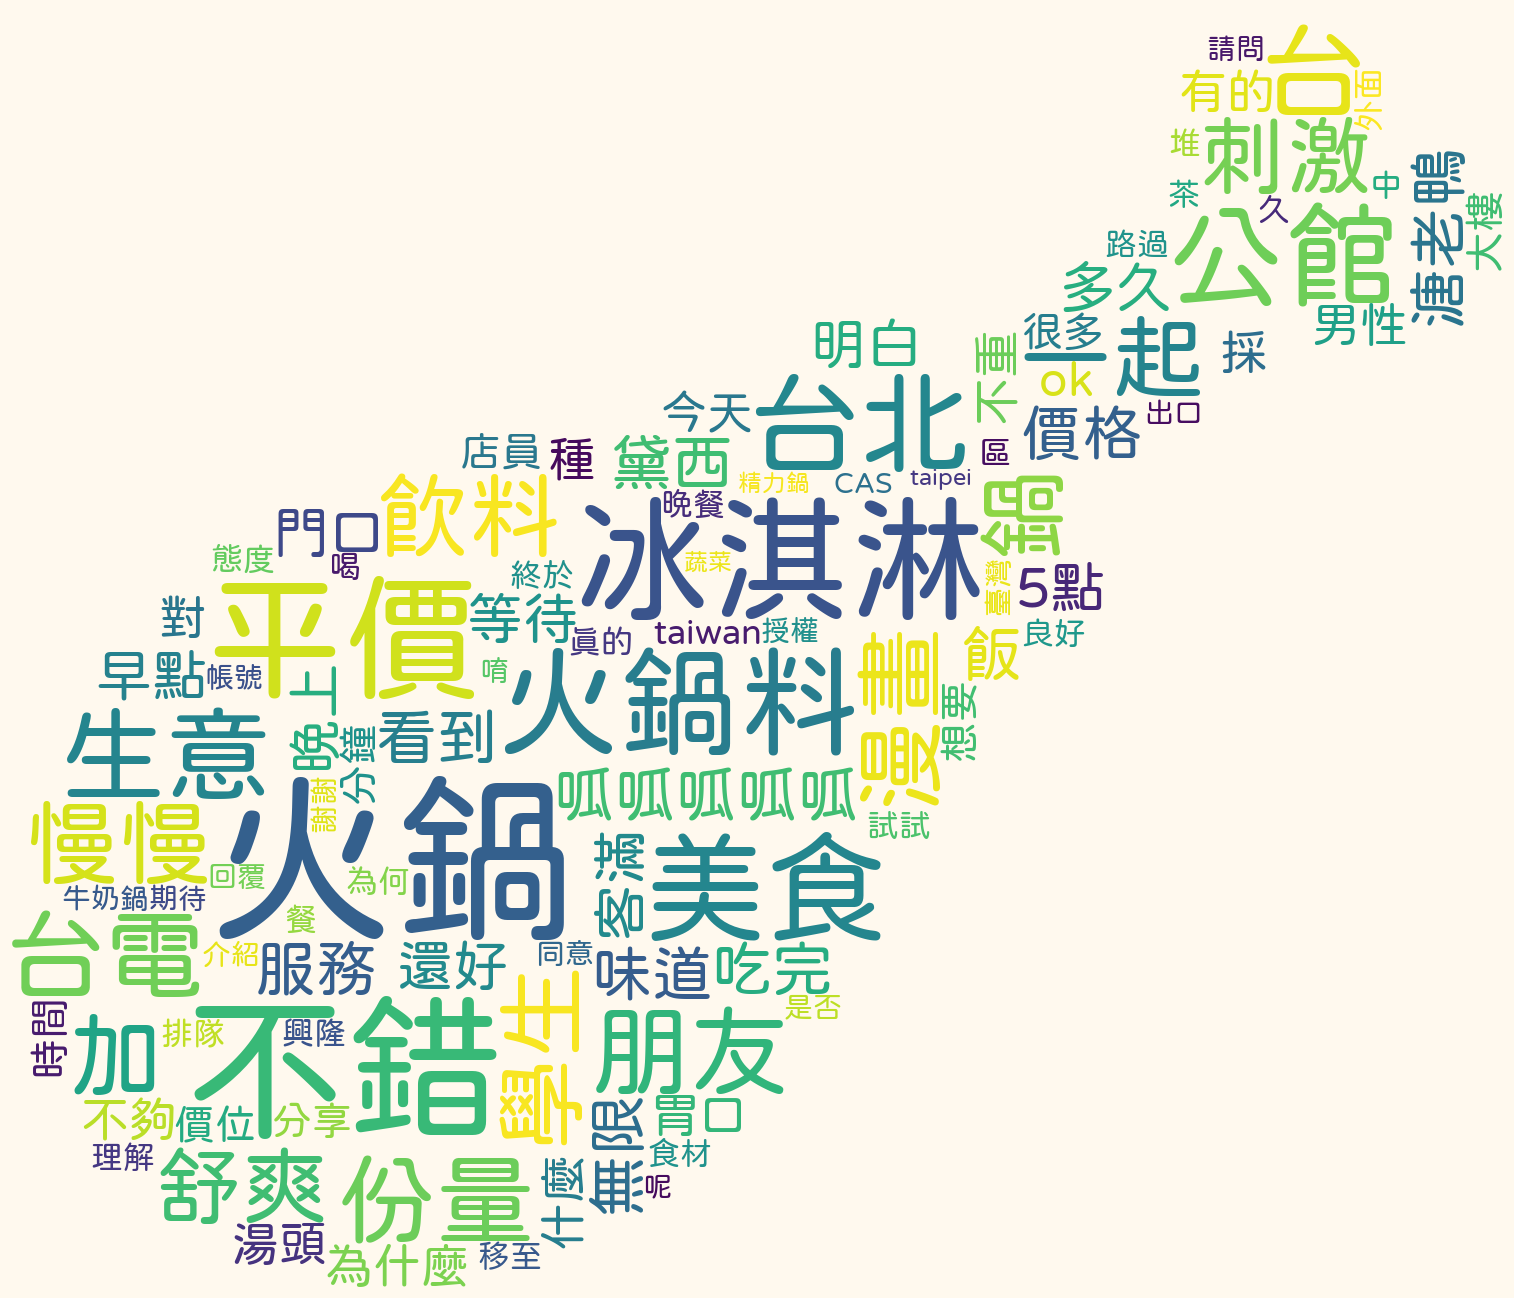 請問
台
有的
外面
堆
刺激
中
唐老鴨
茶
久
大樓
路過
公館
多久
男性
明白
很多
一起
採
不重
ok
今天
台北
價格
出口
店員
種
黛西
區
精力鍋
CAS
taipei
飲料
晚餐
冰淇淋
鍋
門口
態度
喝
終於
蔬菜
臺灣
5點
平價
對
等待
真的
taiwan
授權
漫畫
飯
良好
早點
帳號
晚上
唷
火鍋料
想要
生意
分鐘
看到
呱呱呱呱呱
謝謝
火鍋
試試
慢慢
客滿
美食
回覆
為何
牛奶鍋
期待
餐
台電
介紹
服務
還好
同意
味道
吃完
時間
加
排隊
不錯
興隆
學生
朋友
是否
不夠
價位
分享
無限
胃口
理解
食材
舒爽
份量
什麼
呢
湯頭
為什麼
移至